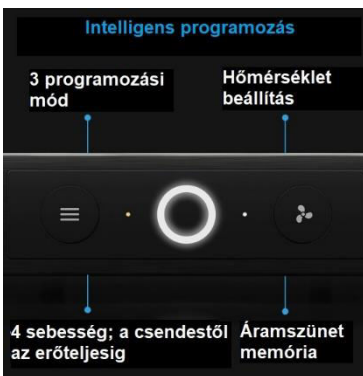 Intelligens programozás
3 programozási
mód
Hőmérséklet
beállítás
4 sebesség; a csendestől
az erőteljesig
Áramszünet
memória